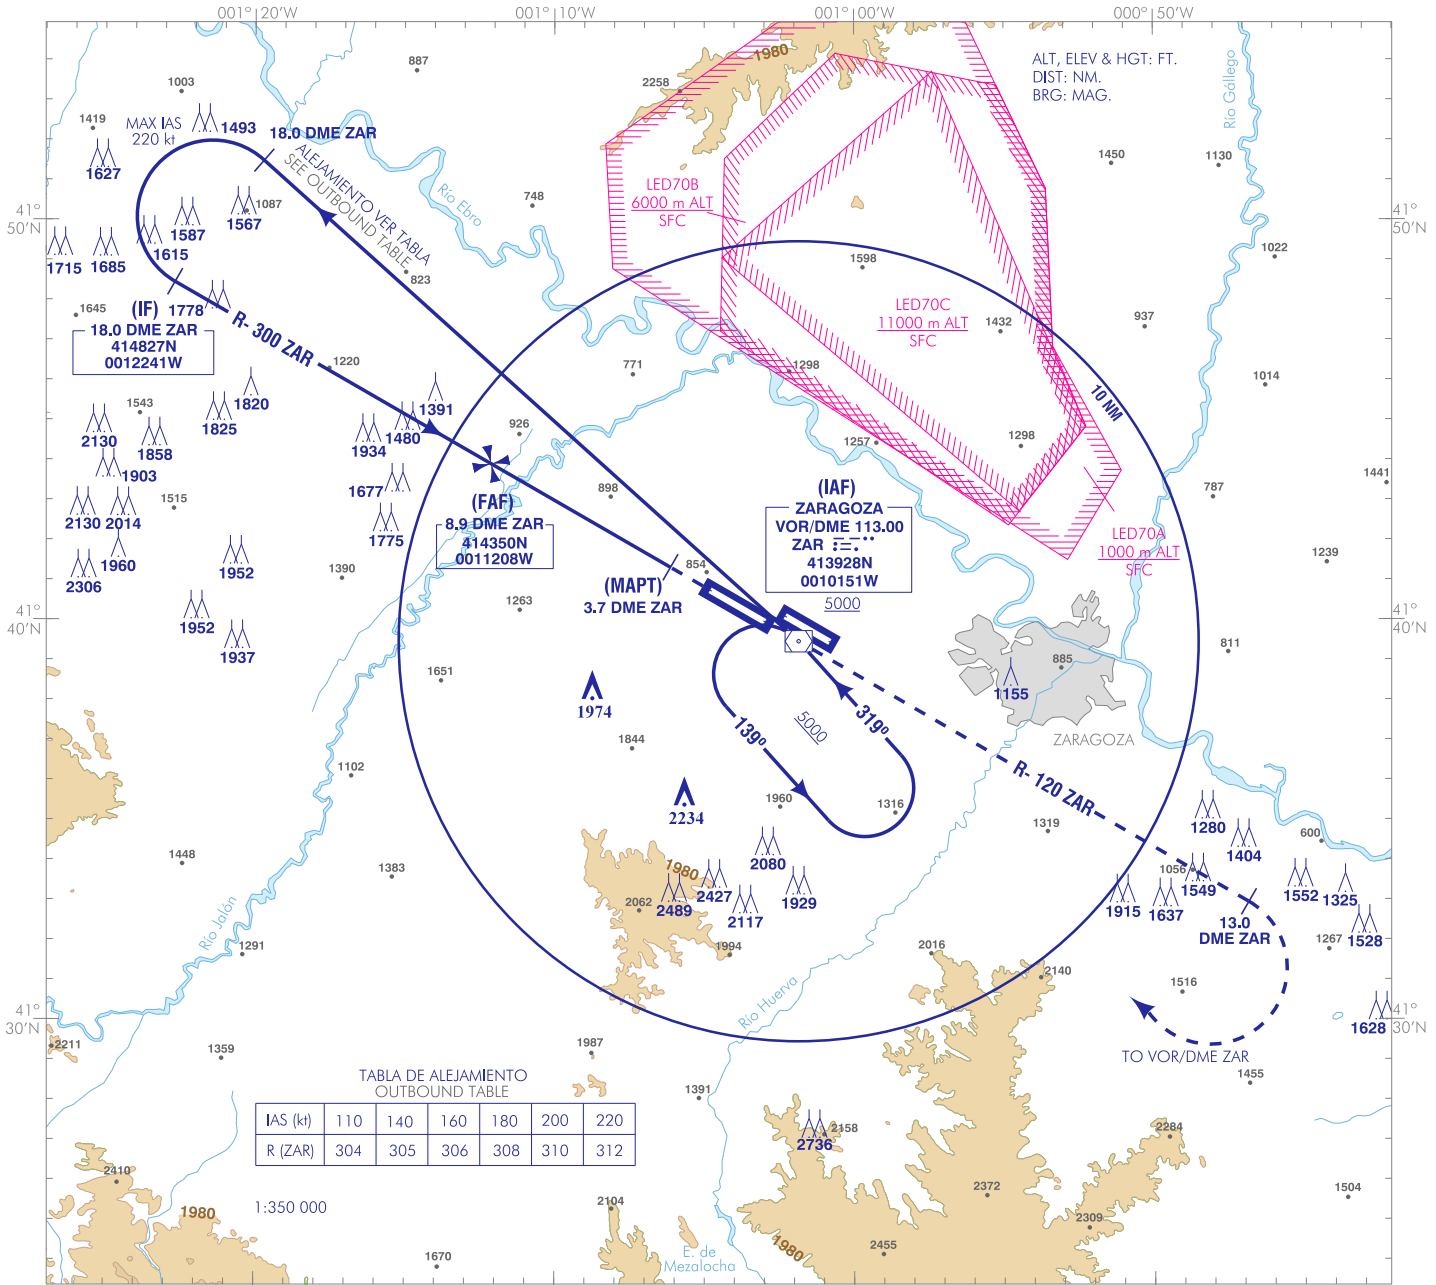 001°20'W
001°10'W
001°00'W
000°50'W
ALT, ELEV & HGT: FT.
DIST: NM.
BRG: MAG.
887
1003
2258
1980
Río Gállego
1419
MAX IAS
220 kt
1493
18.0 DME ZAR
1627
ALEJAMIENTO VER TABLA
SEE OUTBOUND TABLE
1450
1130
Río Ebro
748
LED70B
6000 m ALT
SFC
1087
1567
1587
1615
41°
50'N
41°
50'N
1715
1685
823
1598
1022
1645
(IF)
1778
18.0 DME ZAR
414827N
0012241W
R- 300 ZAR
LED70C
11000 m ALT
SFC
1432
937
1220
771
1298
1014
10 NM
1543
1820
1825
1391
1480
1934
926
2130
1858
1903
1257
1298
1441
1515
2130
2014
1677
(FAF)
8.9 DME ZAR
414350N
0011208W
898
(IAF)
ZARAGOZA
VOR/DME 113.00
ZAR
413928N
0010151W
5000
787
1775
LED70A
1000 m ALT
SFC
1960
1952
2306
1390
854
(MAPT)
3.7 DME ZAR
1239
1952
1263
41°
40'N
41°
40'N
1937
811
885
1155
1651
1974
139º
5000
319º
ZARAGOZA
1844
1102
R- 120 ZAR
2234
1960
1316
1319
1280
600
1404
1448
1383
1980
2080
1056
1549
2427
2489
2117
1929
1915
1637
1552
1325
2062
13.0
DME ZAR
1528
Río Jalón
1291
1994
2016
2140
1267
1516
Río Huerva
41°
30'N
41°
30'N
1628
2211
1359
1987
TO VOR/DME ZAR
1455
TABLA DE ALEJAMIENTO
OUTBOUND TABLE
1391
IAS (kt) 110 140 160 180 200 220
R (ZAR) 304 305 306 308 310 312
2158
2736
2284
2410
1980
1:350 000
2104
2372
1504
2309
1980
2455
E. de
Mezalocha
1670